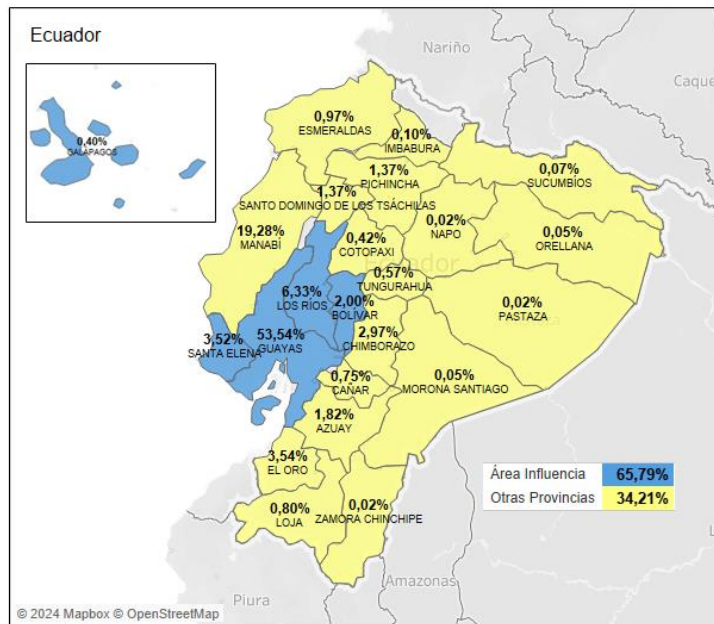 Ecuador
Nariño
Caque
0,40%
GALÁPAGOS
0,97%
ESMERALDAS
0,10%
IMBABURA
1,37%
PICHINCHA
0,07%
SUCUMBÍOS
1,37%
SANTO DOMINGO DE LOS TSÁCHILAS
19,28%
MANABÍ
0,02%
NAPO
0,05%
ORELLANA
0,42%
COTOPAXI
Ecuador
0,57%
TUNGURAHUA
6,33%
LOS RÍOS
2,00%
BOLÍVAR
0,02%
PASTAZA
3,52%
SANTA ELENA
53,54%
GUAYAS
2,97%
CHIMBORAZO
0,75%
CAÑAR
0,05%
MORONA SANTIAGO
1,82%
AZUAY
3,54%
EL ORO
Área Influencia 65,79%
Otras Provincias 34,21%
0,80%
LOJA
0,02%
ZAMORA CHINCHIPE
Amazonas
Piura
© 2024 Mapbox © OpenStreetMap